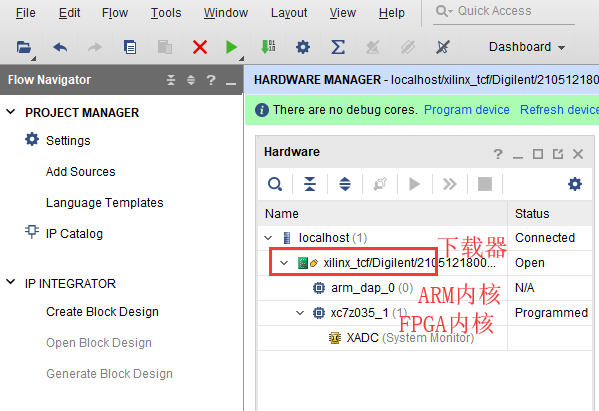 File Edit Flow Tools Window Layout View Help Quick Access
Dashboard
Flow Navigator
HARDWARE MANAGER - localhost/xilinx_tcf/Digilent/2105121800
There are no debug cores. Program device Refresh device
PROJECT MANAGER
Settings
Add Sources
Language Templates
IP Catalog
IP INTEGRATOR
Create Block Design
Open Block Design
Generate Block Design
Hardware
Name Status
localhost (1) Connected
xilinx_tcf/Digilent/2105121800... Open
下载器
arm_dap_0 (0) N/A
ARM内核
xc7z035_1 (1) Programmed
FPGA内核
XADC (System Monitor)